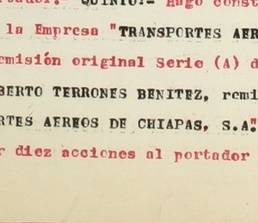 QUINTO:- Hago const
la Empresa "TRANSPORTES AER
emisión original Serie (A) d
BERTO TERRONES BENITEZ, remi
RTES AEREOS DE CHIAPAS, S.A."
r diez acciones al portador